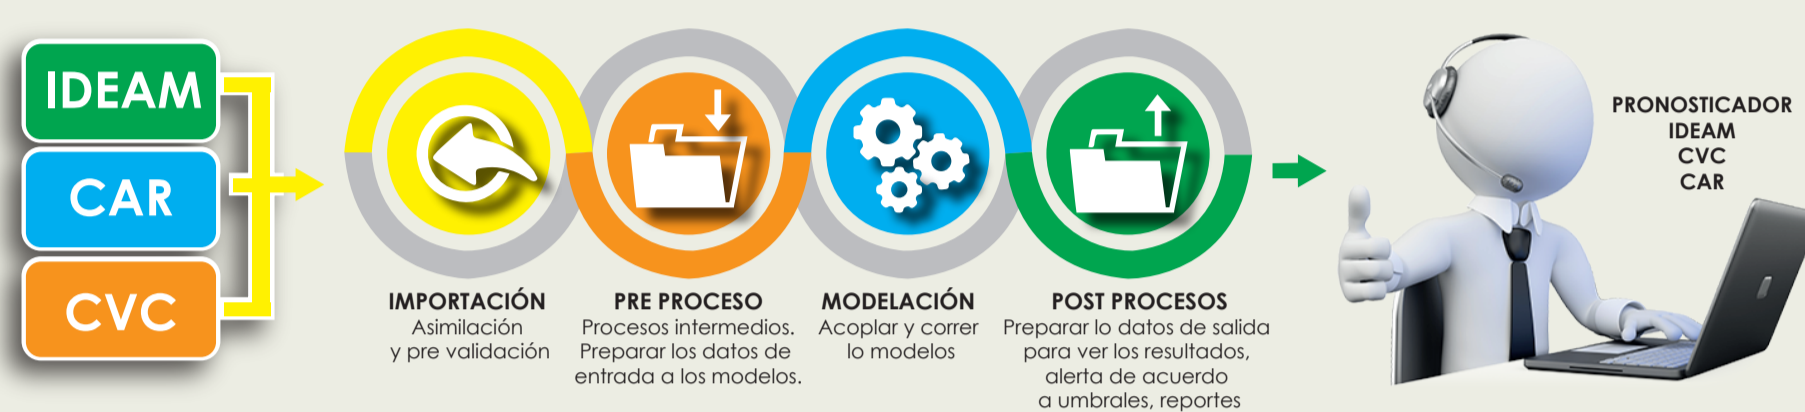 IDEAM
CAR
CVC
IMPORTACIÓN
Asimilación
y pre validación
PRE PROCESO
Procesos intermedios.
Preparar los datos de
entrada a los modelos.
MODELACIÓN
Acoplar y correr
lo modelos
POST PROCESOS
Preparar lo datos de salida
para ver los resultados,
alerta de acuerdo
a umbrales, reportes
PRONOSTICADOR
IDEAM
CVC
CAR